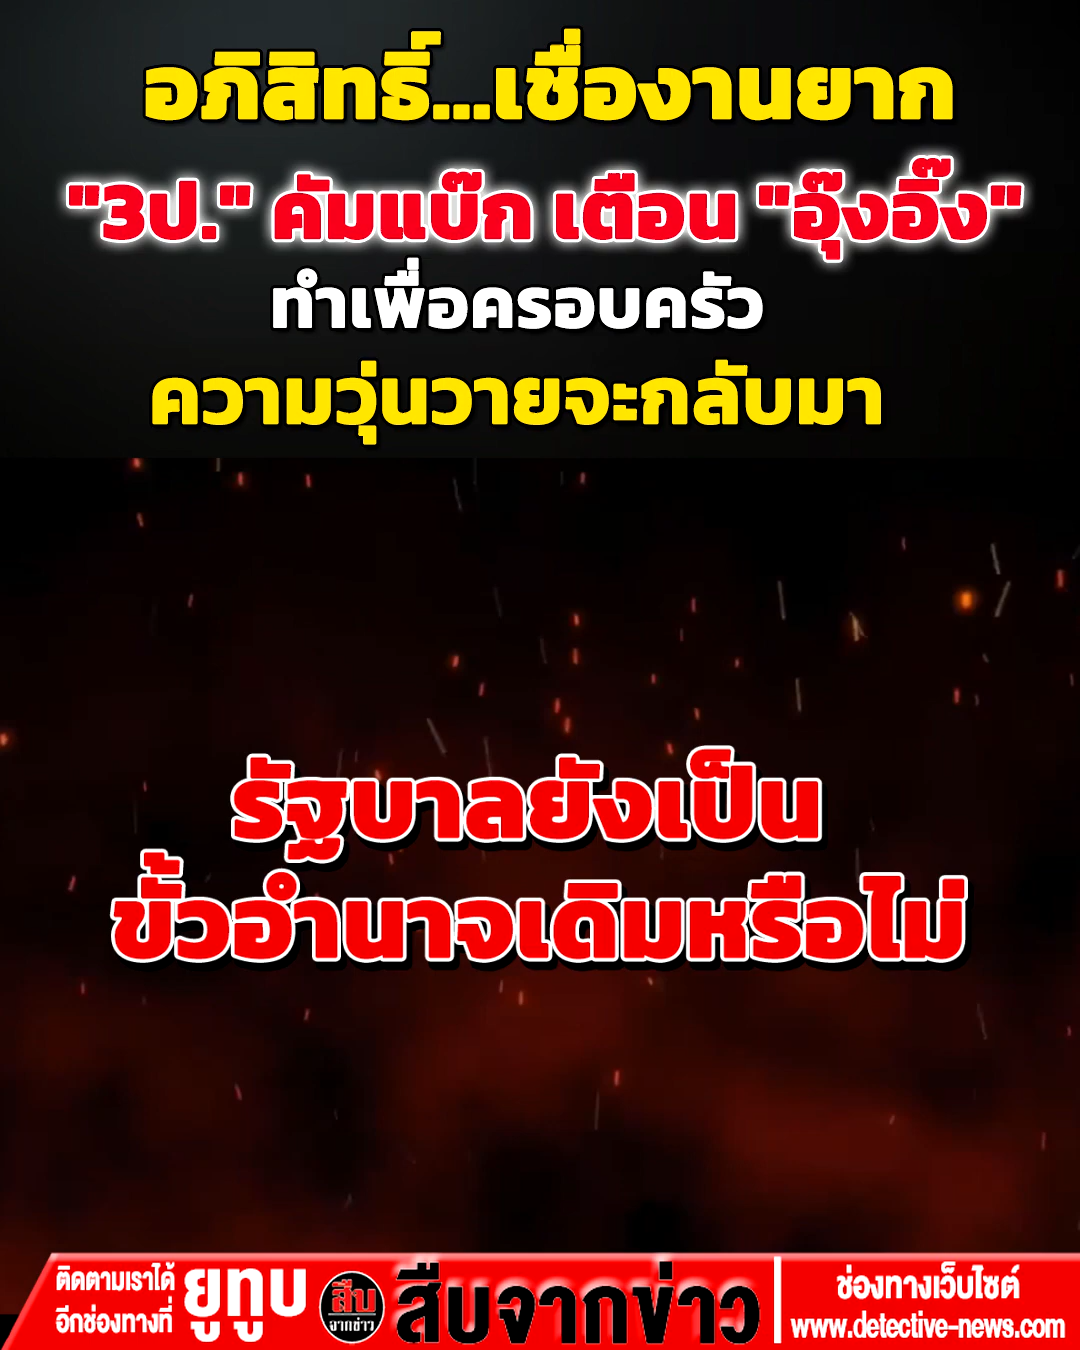 อภิสิทธิ์...เชื่องานยาก
"3ป." คัมแบ๊ก เตือน "อุ๊งอิ๊ง"
ทำเพื่อครอบครัว
ความวุ่นวายจะกลับมา
รัฐบาลยังเป็น
ขั้วอำนาจเดิมหรือไม่
ติดตามเราได้
อีกช่องทางที่
ยูทูบ
สืบ
จากข่าว
สืบจากข่าว
ช่องทางเว็บไซต์
www.detective-news.com